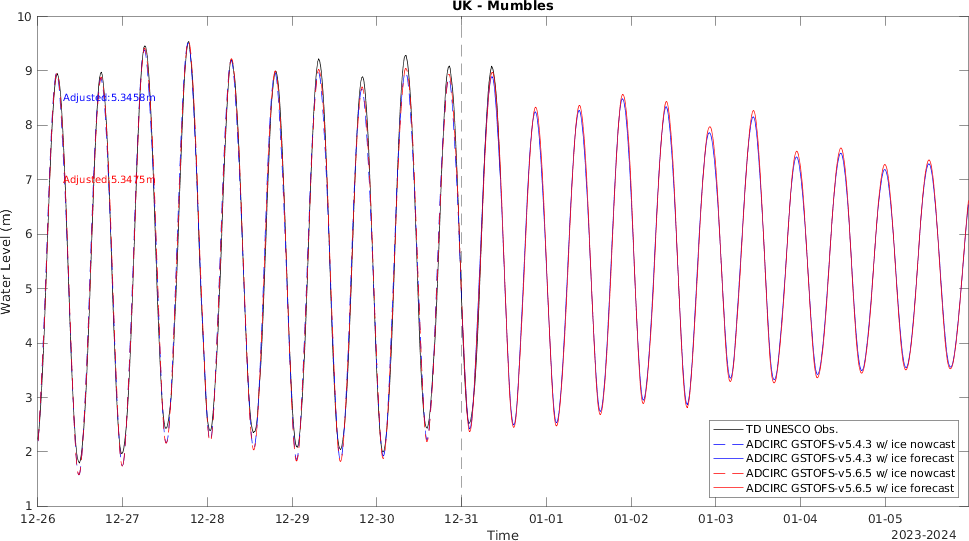 UK - Mumbles
10
9
8
7
6
5
4
3
2
1
Water Level (m)
Adjusted:5.3458m
Adjusted:5.3475m
TD UNESCO Obs.
ADCIRC GSTOFS-v5.4.3 w/ ice nowcast
ADCIRC GSTOFS-v5.4.3 w/ ice forecast
ADCIRC GSTOFS-v5.6.5 w/ ice nowcast
ADCIRC GSTOFS-v5.6.5 w/ ice forecast
12-26 12-27 12-28 12-29 12-30 12-31 01-01 01-02 01-03 01-04 01-05
Time
2023-2024